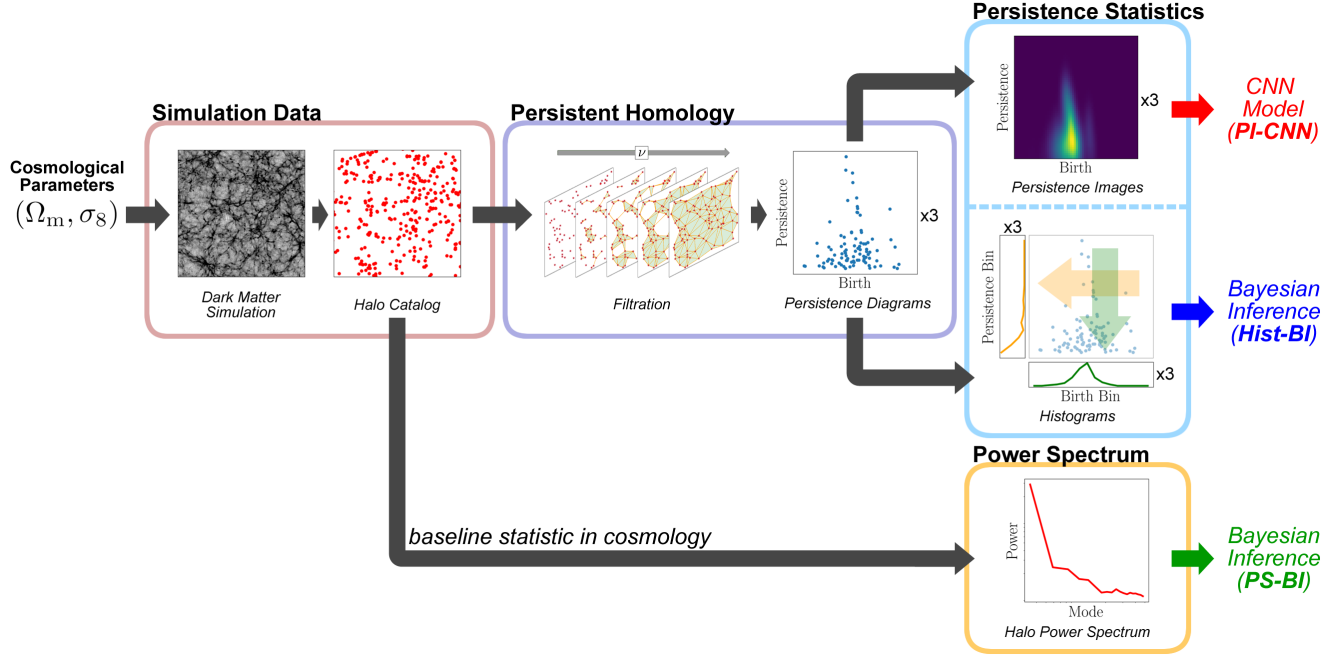 Cosmological
Parameters
(Ωm, σ8)
Simulation Data
Dark Matter
Simulation
Halo Catalog
Persistent Homology
ν
Filtration
Persistence
Birth
x3
Persistence Diagrams
Persistence Statistics
Persistence
Birth
x3
Persistence Images
x3
Persistence Bin
x3
Birth Bin
Histograms
CNN
Model
(PI-CNN)
Bayesian
Inference
(Hist-BI)
baseline statistic in cosmology
Power Spectrum
Power
Mode
Halo Power Spectrum
Bayesian
Inference
(PS-BI)